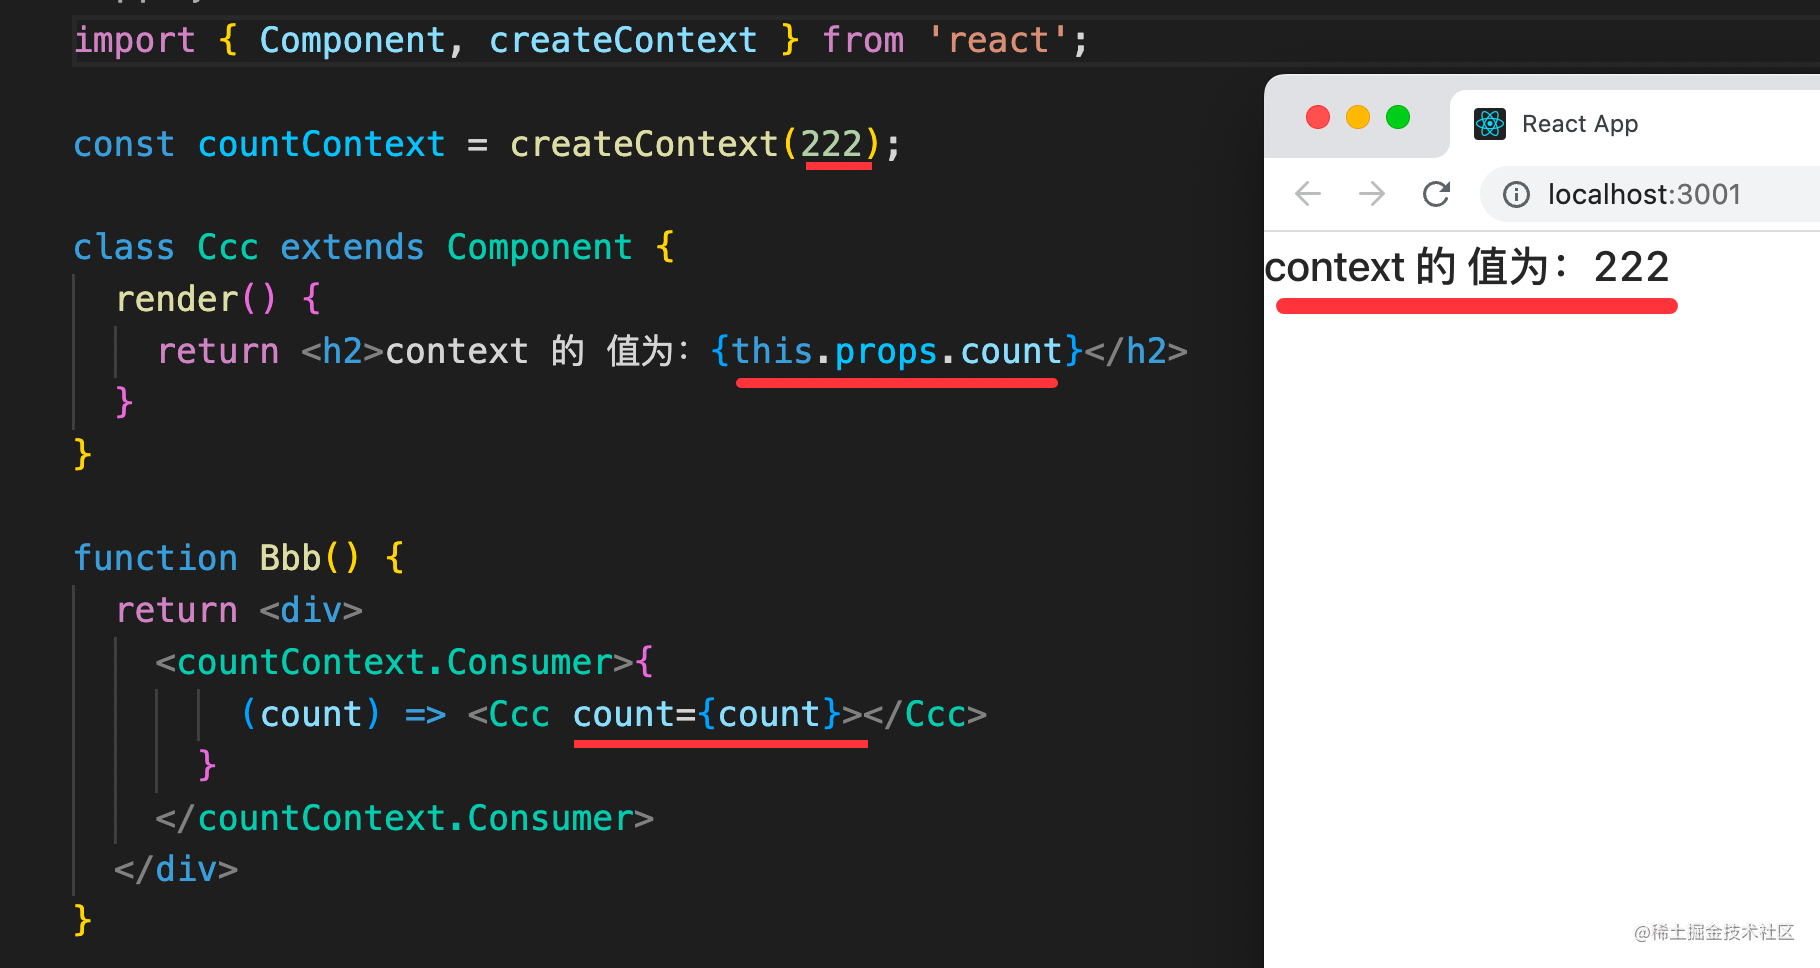 import { Component, createContext } from 'react';
const countContext = createContext(222);
class Ccc extends Component {
render() {
return <h2>context 的 值为：{this.props.count}</h2>
}
}
function Bbb() {
return <div>
<countContext.Consumer>{
(count) => <Ccc count={count}></Ccc>
}
</countContext.Consumer>
</div>
}
React App
localhost:3001
context 的 值为：222
@稀土掘金技术社区